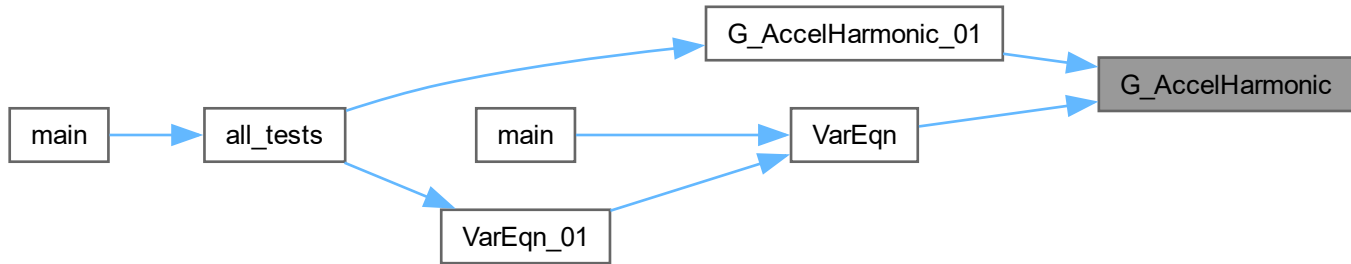 G_AccelHarmonic_01
G_AccelHarmonic
main
all_tests
main
VarEqn
VarEqn_01